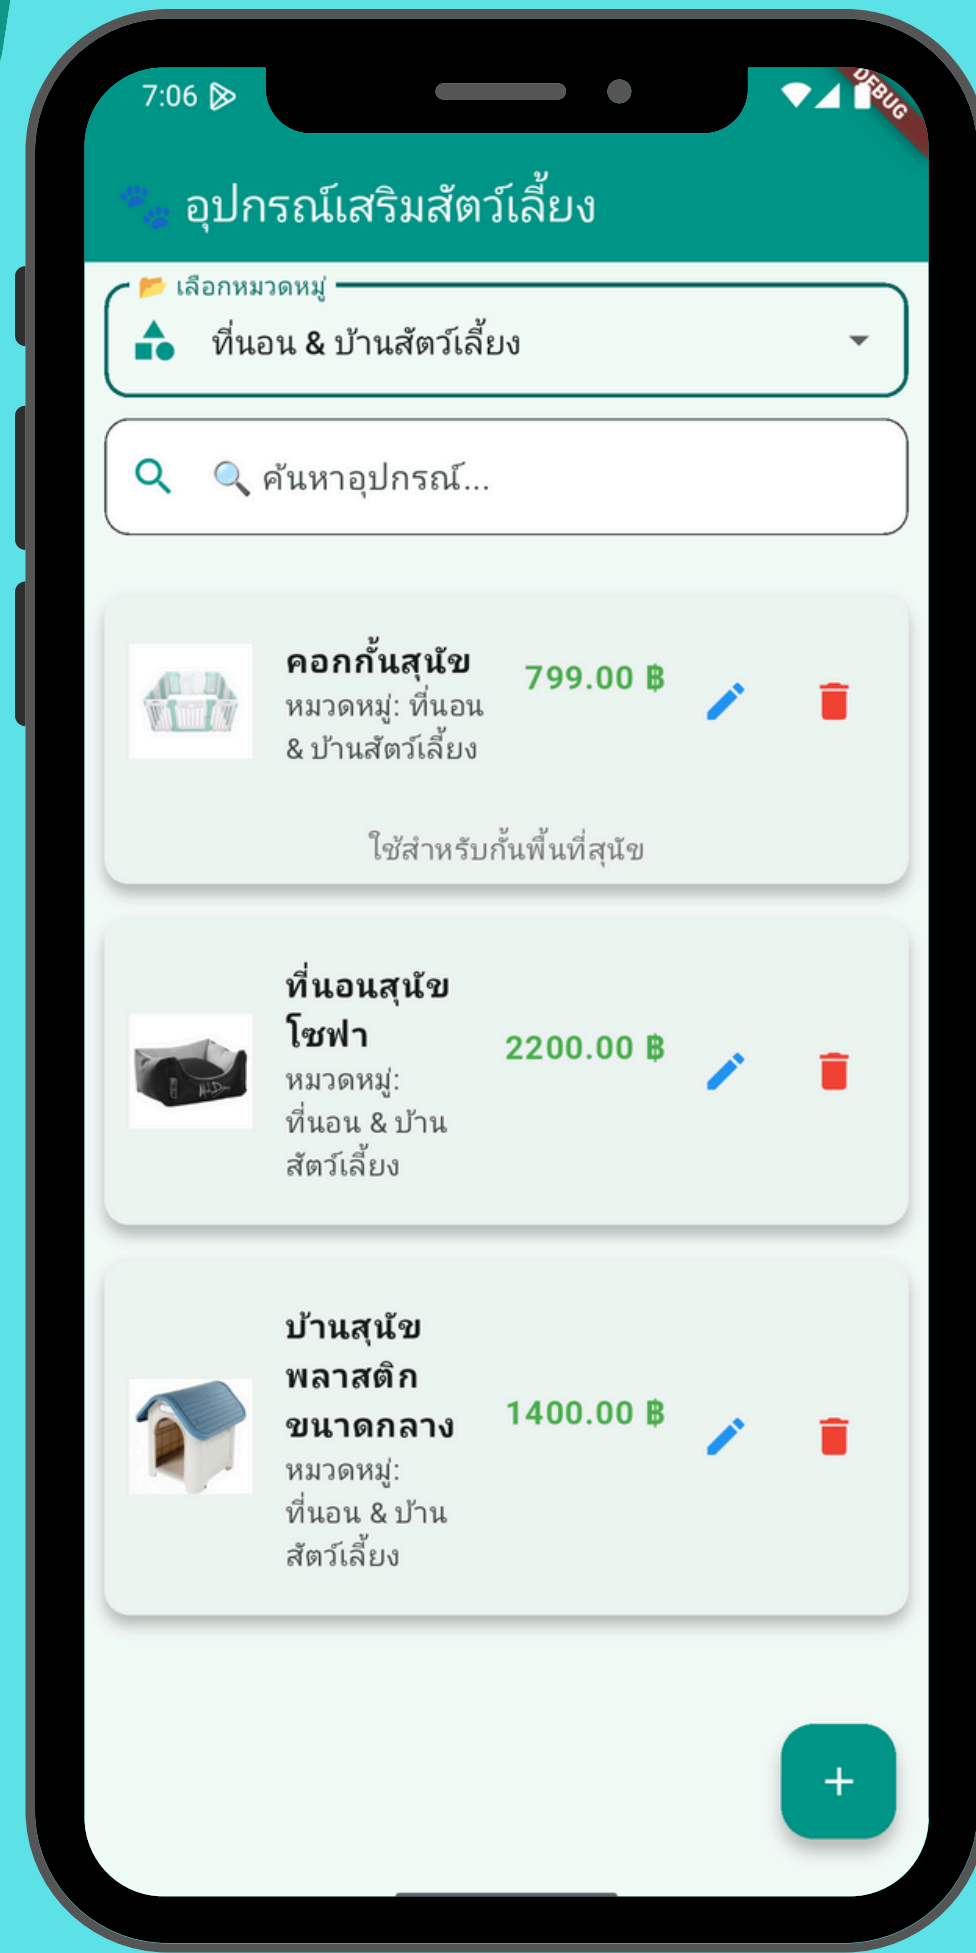 7:06
DEBUG
🐾 อุปกรณ์เสริมสัตว์เลี้ยง
📂 เลือกหมวดหมู่
ที่นอน & บ้านสัตว์เลี้ยง
🔍 ค้นหาอุปกรณ์...
คอกกั้นสุนัข
799.00 ฿
หมวดหมู่: ที่นอน
& บ้านสัตว์เลี้ยง
ใช้สำหรับกั้นพื้นที่สุนัข
ที่นอนสุนัข
โซฟา
2200.00 ฿
หมวดหมู่:
ที่นอน & บ้าน
สัตว์เลี้ยง
บ้านสุนัข
พลาสติก
ขนาดกลาง
1400.00 ฿
หมวดหมู่:
ที่นอน & บ้าน
สัตว์เลี้ยง
+